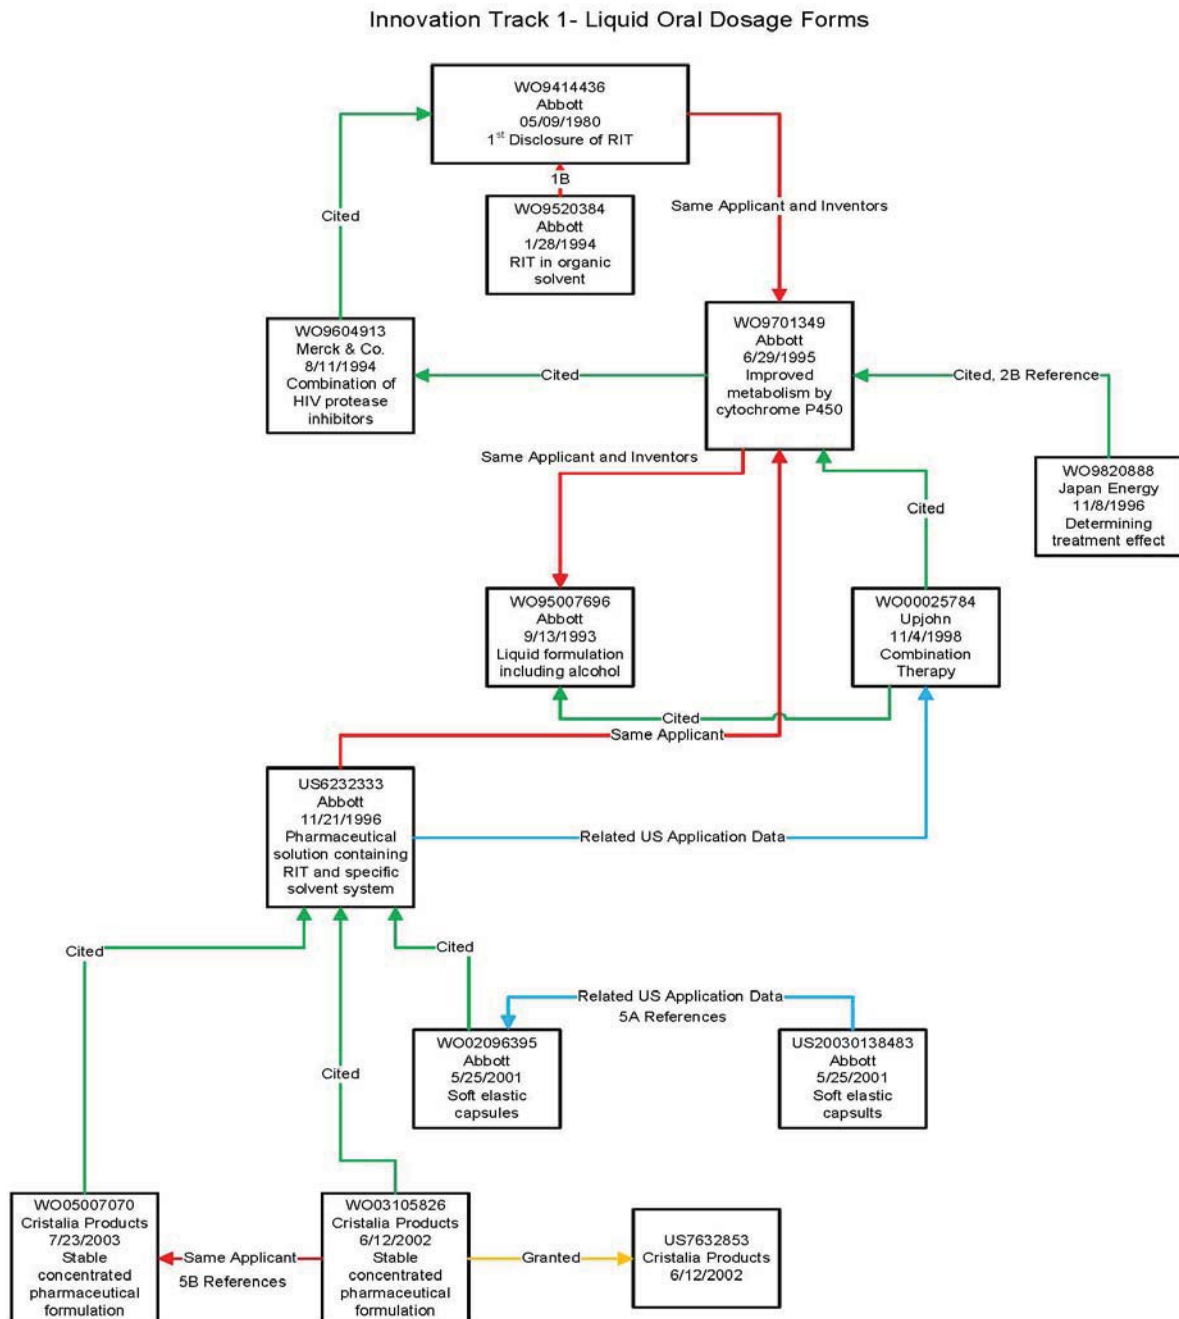 Innovation Track 1- Liquid Oral Dosage Forms
WO9414436
Abbott
05/09/1980
1st Disclosure of RIT
1B
WO9520384
Abbott
1/28/1994
RIT in organic
solvent
Cited
Same Applicant and Inventors
WO9604913
Merck & Co.
8/11/1994
Combination of
HIV protease
inhibitors
Cited
WO9701349
Abbott
6/29/1995
Improved
metabolism by
cytochrome P450
Cited, 2B Reference
WO9820888
Japan Energy
11/8/1996
Determining
treatment effect
Same Applicant and Inventors
Cited
WO95007696
Abbott
9/13/1993
Liquid formulation
including alcohol
WO00025784
Upjohn
11/4/1998
Combination
Therapy
Cited
Same Applicant
US6232333
Abbott
11/21/1996
Pharmaceutical
solution containing
RIT and specific
solvent system
Related US Application Data
Cited
Cited
Cited
Related US Application Data
5A References
WO02096395
Abbott
5/25/2001
Soft elastic
capsules
US20030138483
Abbott
5/25/2001
Soft elastic
capsults
WO05007070
Cristalia Products
7/23/2003
Stable
concentrated
pharmaceutical
formulation
Same Applicant
5B References
WO03105826
Cristalia Products
6/12/2002
Stable
concentrated
pharmaceutical
formulation
Granted
US7632853
Cristalia Products
6/12/2002